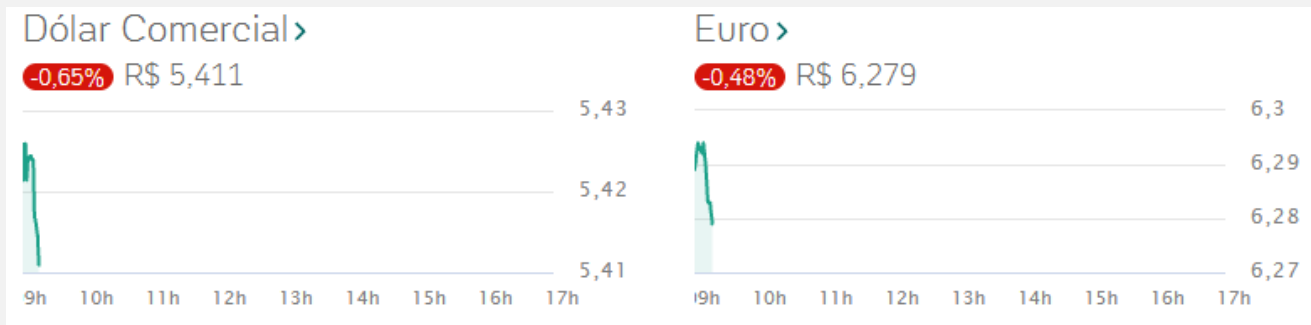 Dólar Comercial
-0,65% R$ 5,411
5,43
5,42
5,41
9h 10h 11h 12h 13h 14h 15h 16h 17h
Euro
-0,48% R$ 6,279
6,3
6,29
6,28
6,27
09h 10h 11h 12h 13h 14h 15h 16h 17h